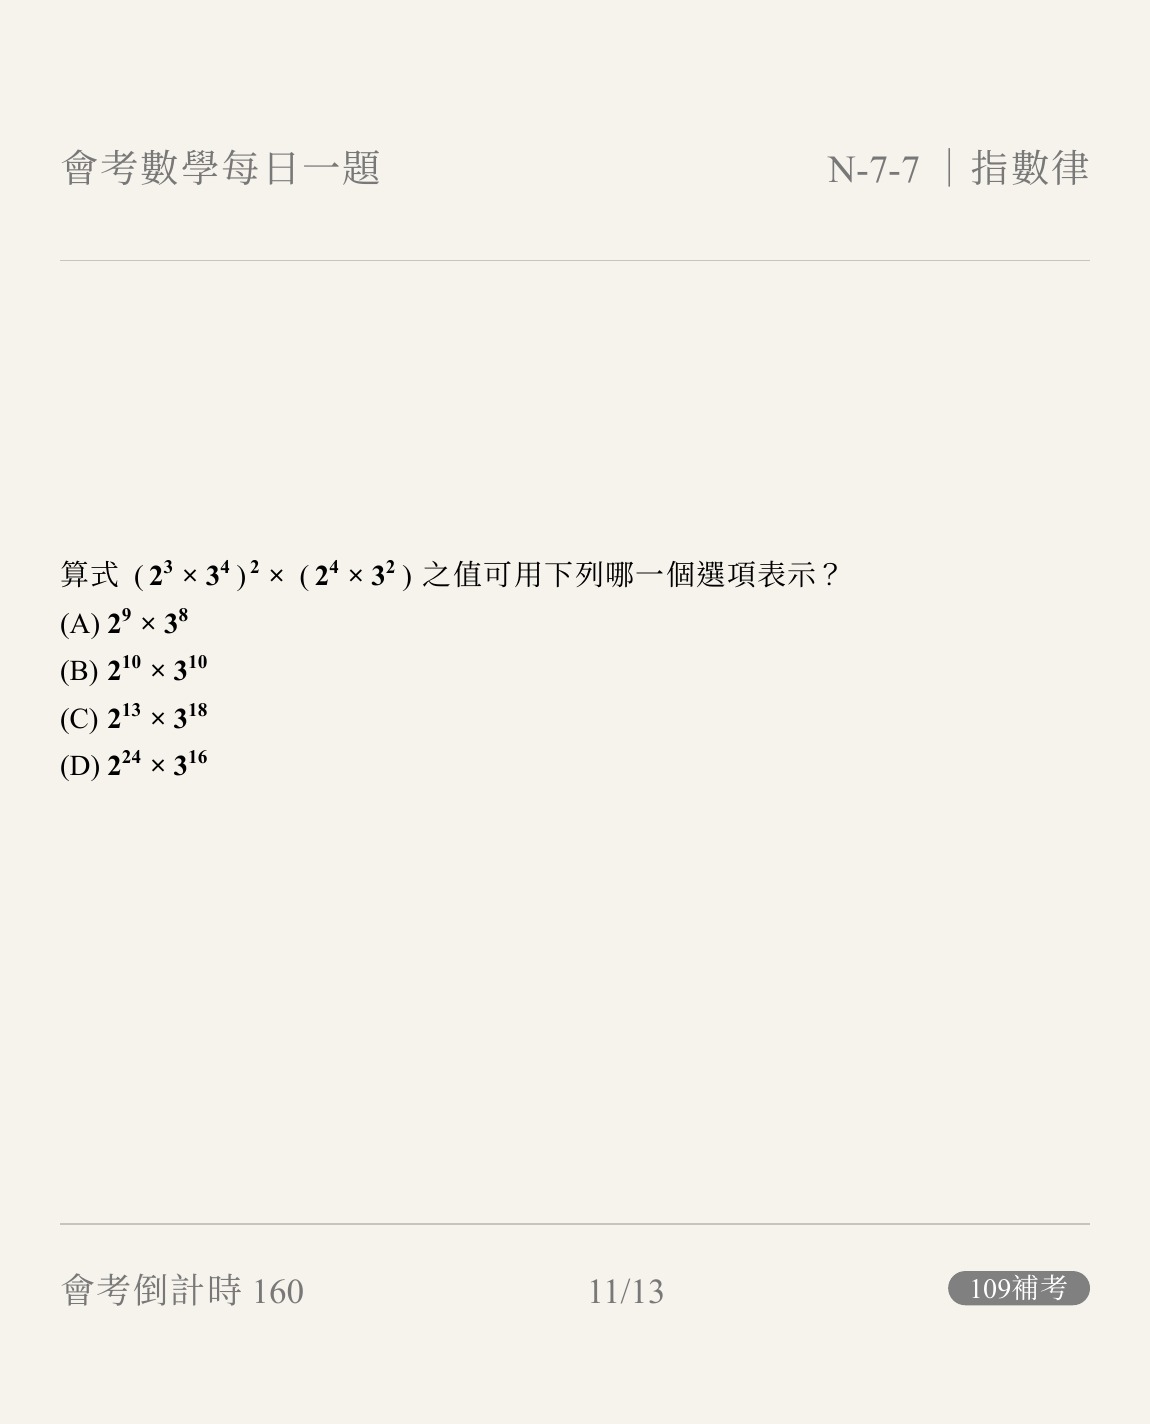 會考數學每日一題
N-7-7 ｜指數律
算式 ( 2³ × 3⁴ )² × ( 2⁴ × 3² ) 之值可用下列哪一個選項表示？
(A) 2⁹ × 3⁸
(B) 2¹⁰ × 3¹⁰
(C) 2¹³ × 3¹⁸
(D) 2²⁴ × 3¹⁶
會考倒計時 160
11/13
109補考